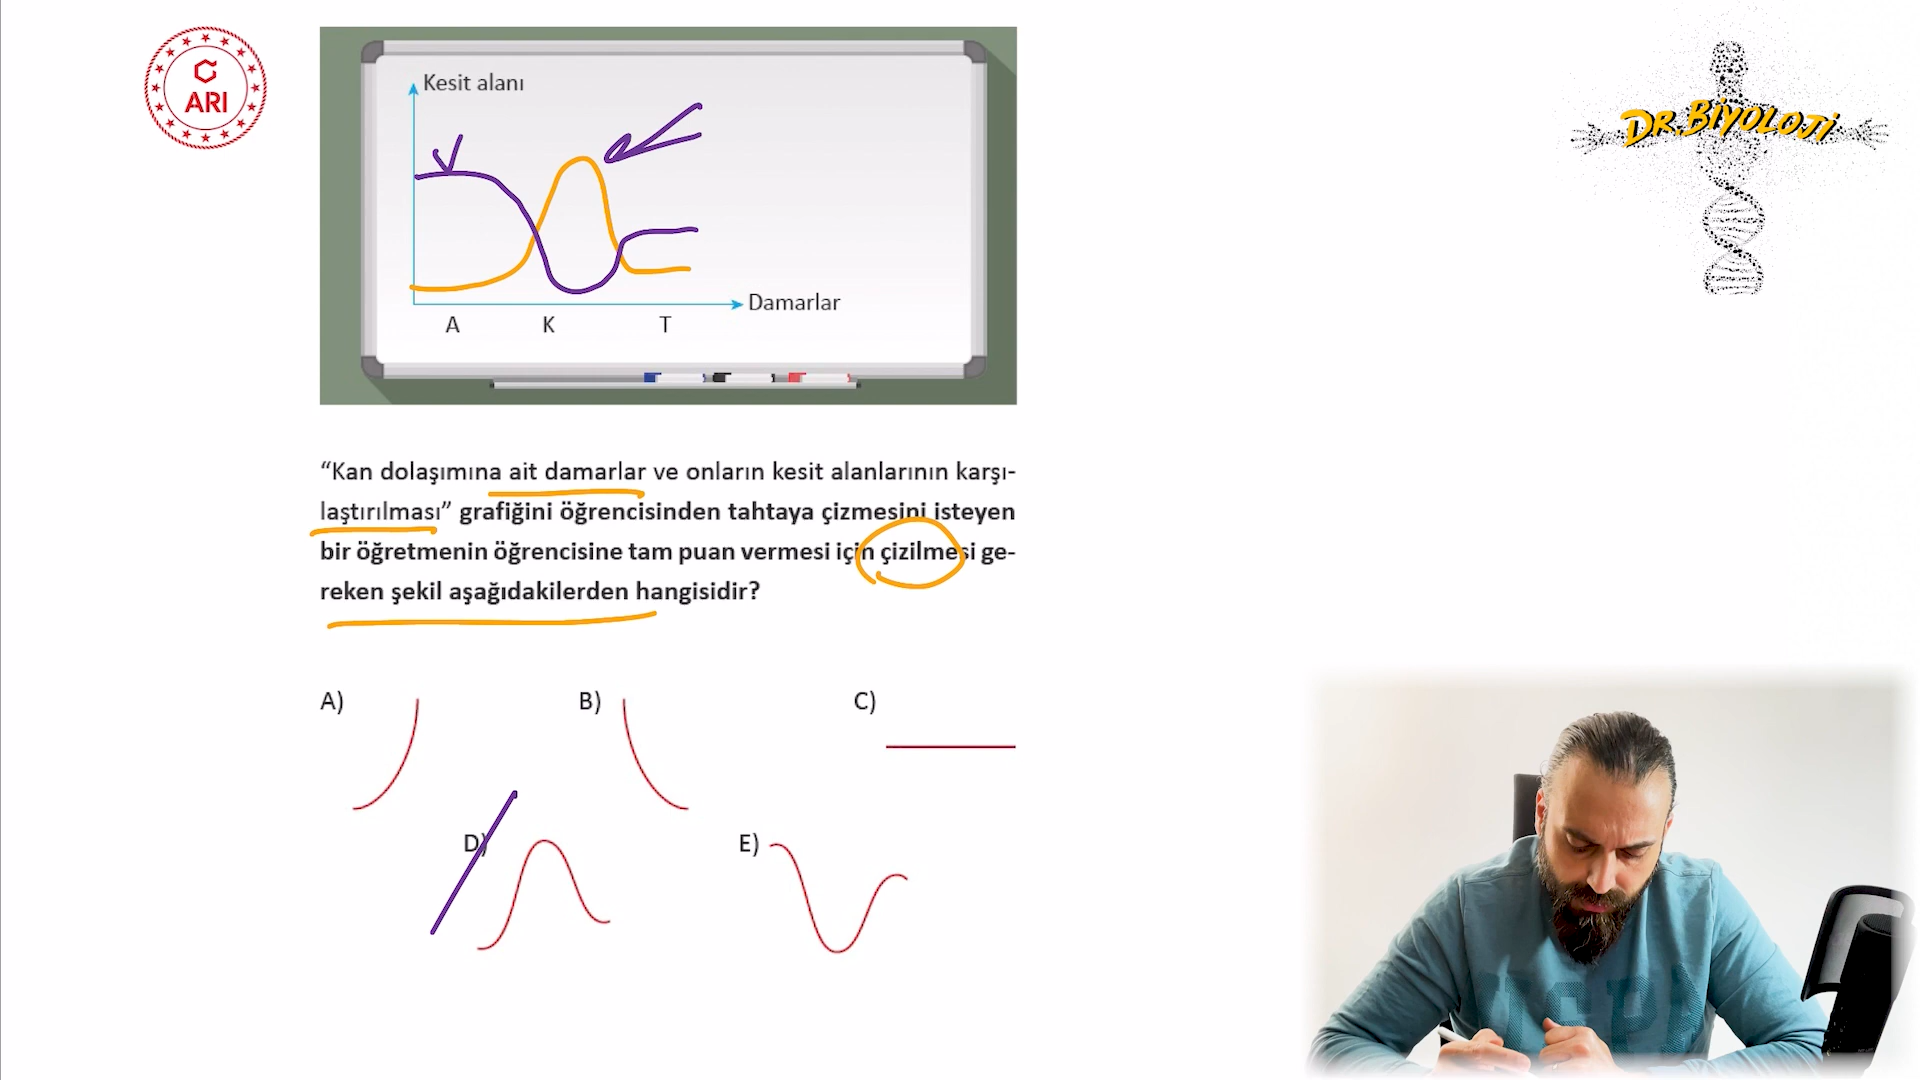 ARI
DR.BİYOLOJİ
Kesit alanı
Damarlar
A K T
“Kan dolaşımına ait damarlar ve onların kesit alanlarının karşı-
laştırılması” grafiğini öğrencisinden tahtaya çizmesini isteyen
bir öğretmenin öğrencisine tam puan vermesi için çizilmesi ge-
reken şekil aşağıdakilerden hangisidir?
A) B) C)
D) E)